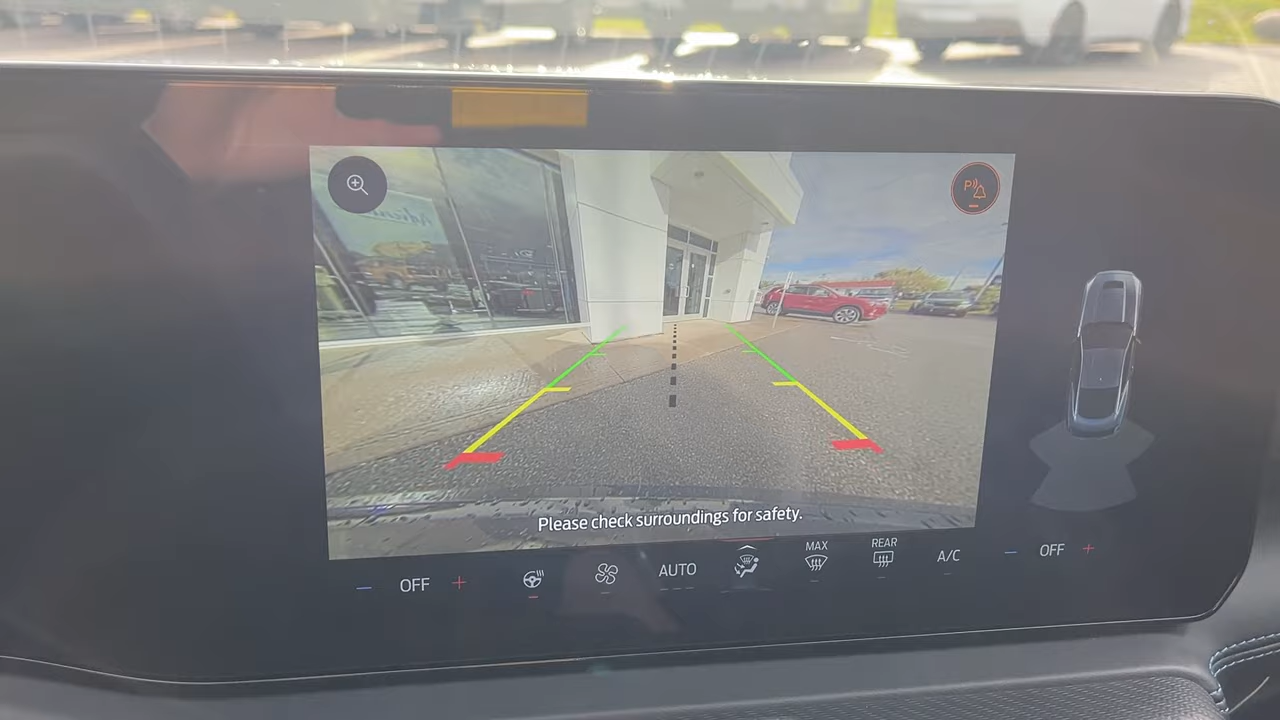 P
Please check surroundings for safety.
MAX
REAR
− OFF +
AUTO
A/C
− OFF +